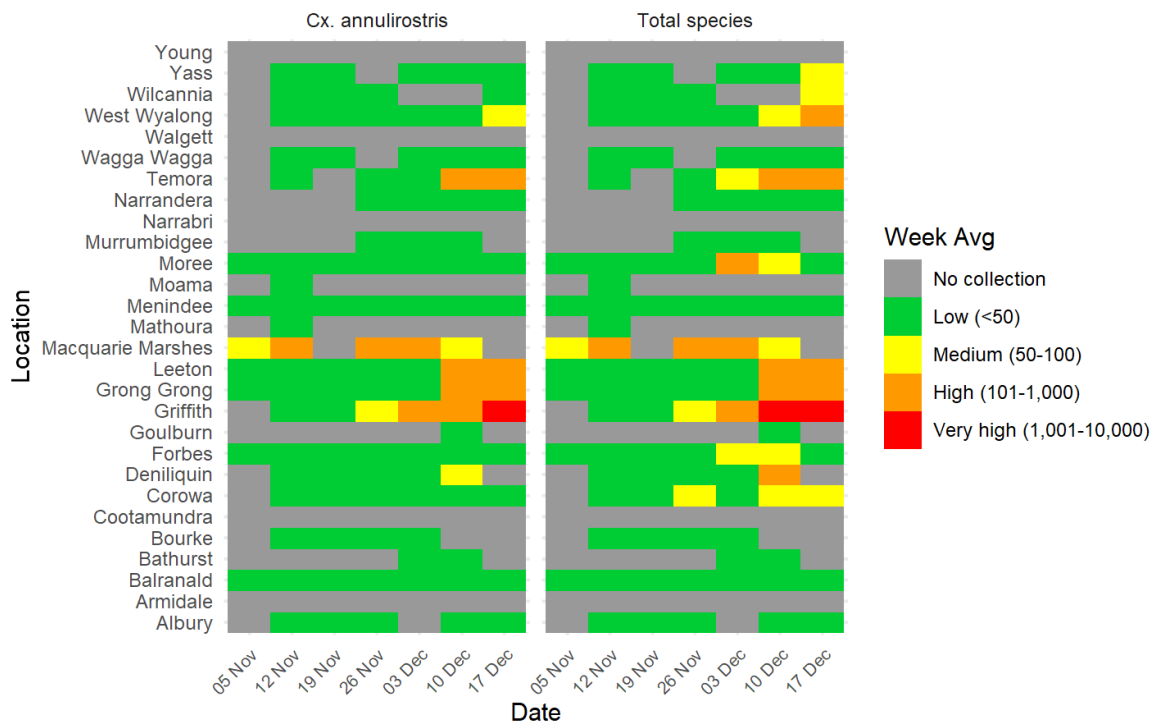 Cx. annulirostris
Total species
Young
Yass
Wilcannia
West Wyalong
Walgett
Wagga Wagga
Temora
Narrandera
Narrabri
Murrumbidgee
Moree
Moama
Menindee
Mathoura
Macquarie Marshes
Leeton
Grong Grong
Griffith
Goulburn
Forbes
Deniliquin
Corowa
Cootamundra
Bourke
Bathurst
Balranald
Armidale
Albury
Location
05 Nov
12 Nov
19 Nov
26 Nov
03 Dec
10 Dec
17 Dec
05 Nov
12 Nov
19 Nov
26 Nov
03 Dec
10 Dec
17 Dec
Date
Week Avg
No collection
Low (<50)
Medium (50-100)
High (101-1,000)
Very high (1,001-10,000)